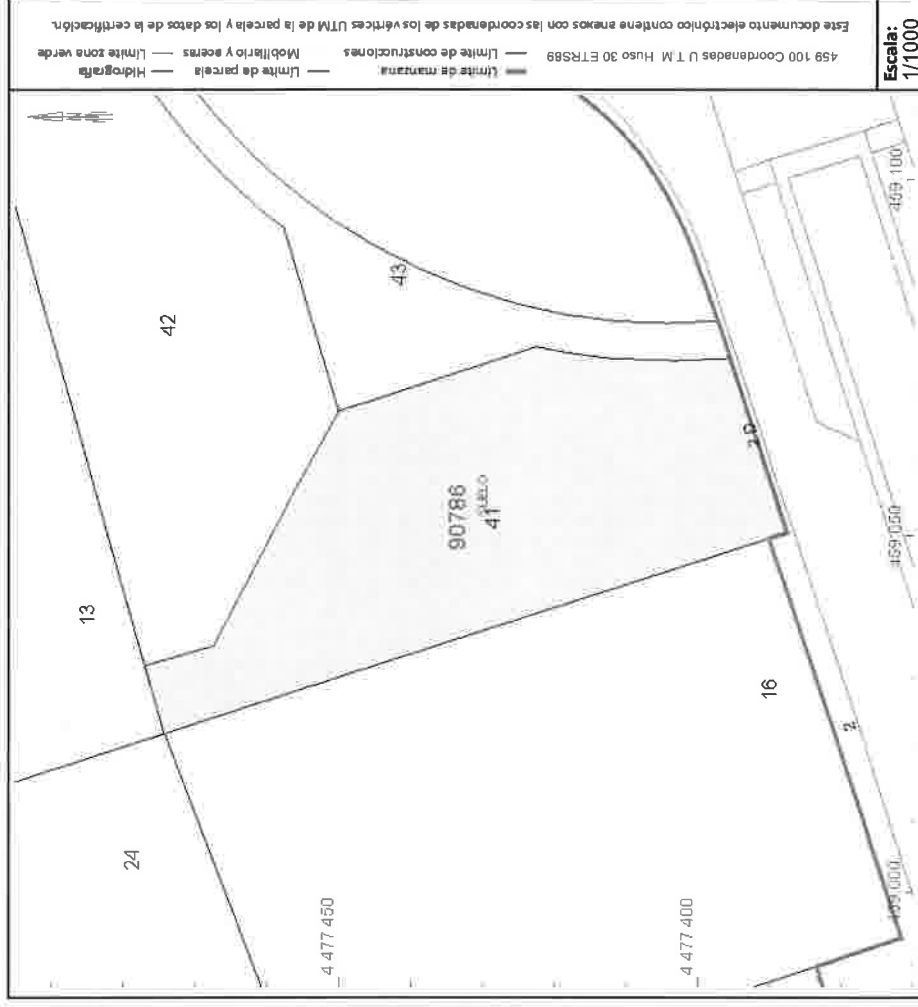 42
13
43
24
90786
SUELO
41
2D
16
2
4 477 450
4 477 400
459.000
459.050
459.100
Escala:
1/1000
459 100 Coordenadas U.T.M. Huso 30 ETRS89
Límite de manzana
Límite de parcela
Hidrografía
Límite de construcciones
Mobiliario y aceras
Límite zona verde
Este documento electrónico contiene anexos con las coordenadas de los vértices UTM de la parcela y los datos de la certificación.